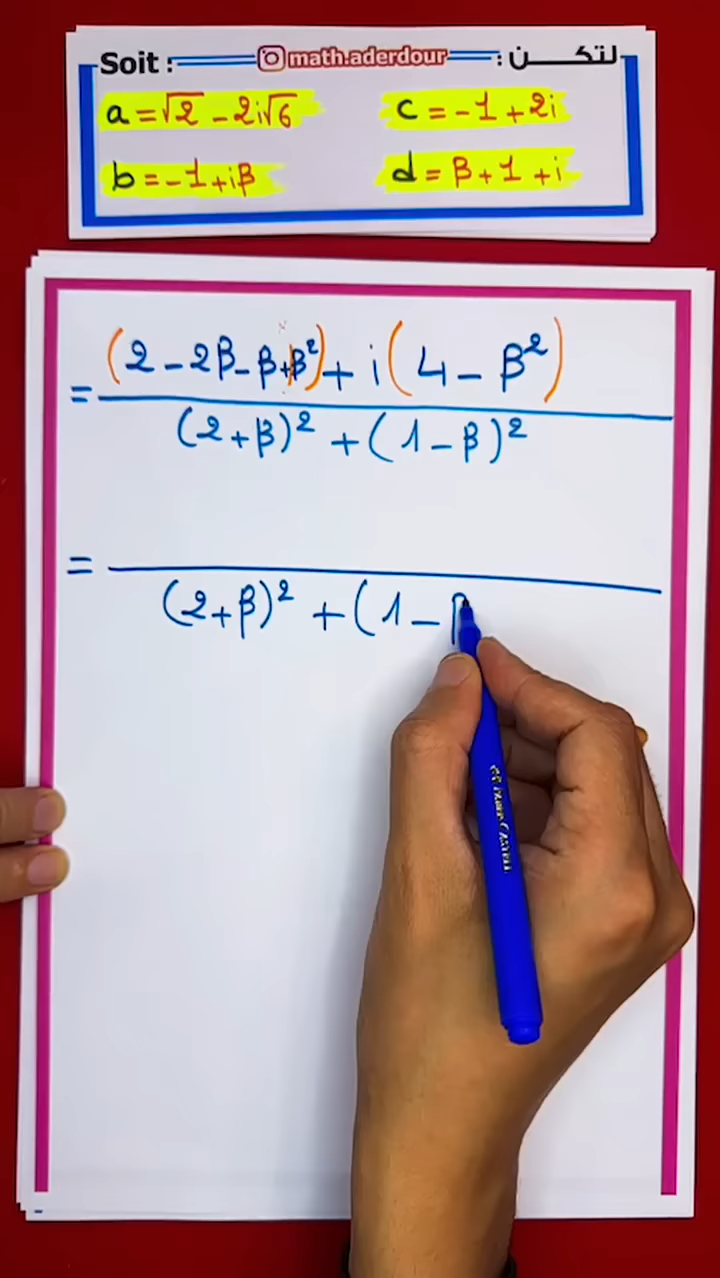 Soit : math.aderdour لتكن :
a = √2 - 2i√6 c = -1 + 2i
b = -1 + iβ d = β + 1 + i
= (2 - 2β - β + β²) + i(4 - β²)
(2 + β)² + (1 - β)²
=
(2 + β)² + (1 - β